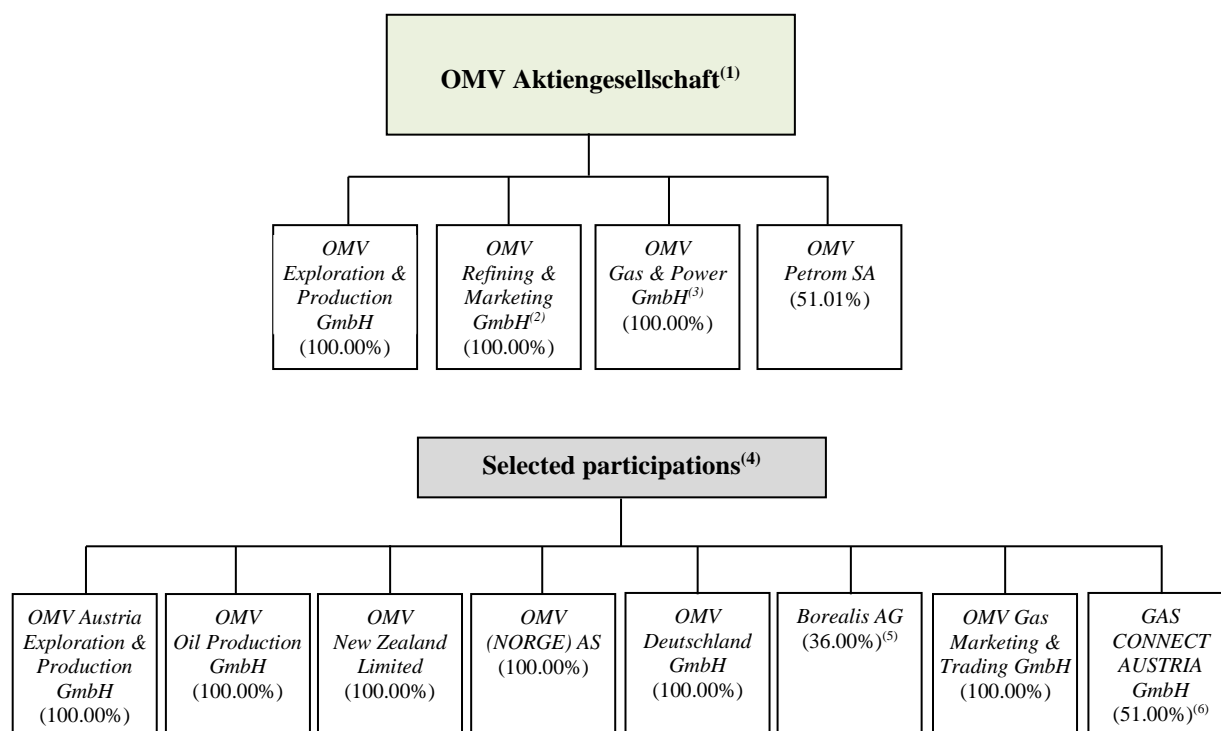 OMV Aktiengesellschaft(1)
OMV
Exploration &
Production
GmbH
(100.00%)
OMV
Refining &
Marketing
GmbH(2)
(100.00%)
OMV
Gas & Power
GmbH(3)
(100.00%)
OMV
Petrom SA
(51.01%)
Selected participations(4)
OMV Austria
Exploration &
Production
GmbH
(100.00%)
OMV
Oil Production
GmbH
(100.00%)
OMV
New Zealand
Limited
(100.00%)
OMV
(NORGE) AS
(100.00%)
OMV
Deutschland
GmbH
(100.00%)
Borealis AG
(36.00%)(5)
OMV Gas
Marketing
& Trading GmbH
(100.00%)
GAS
CONNECT
AUSTRIA
GmbH
(51.00%)(6)